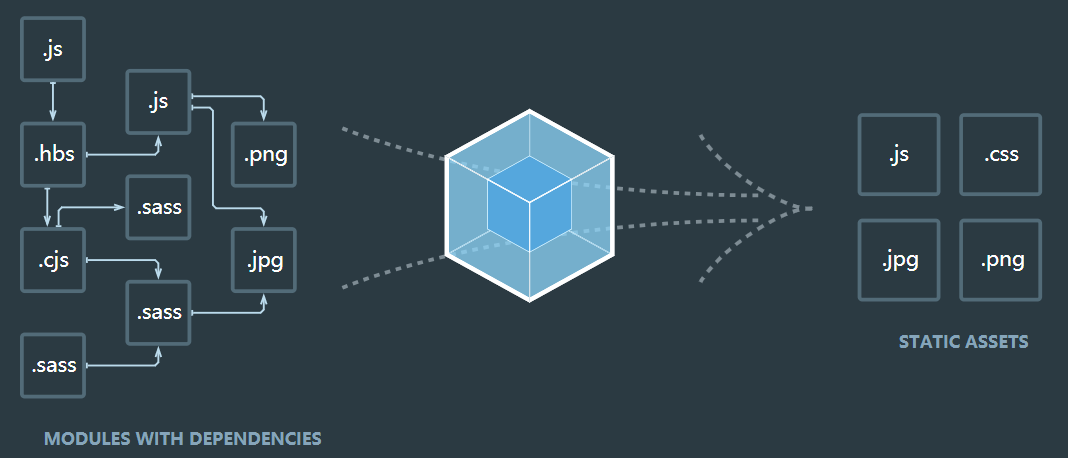 .js
.js
.hbs
.png
.sass
.cjs
.jpg
.sass
.sass
MODULES WITH DEPENDENCIES
.js
.css
.jpg
.png
STATIC ASSETS